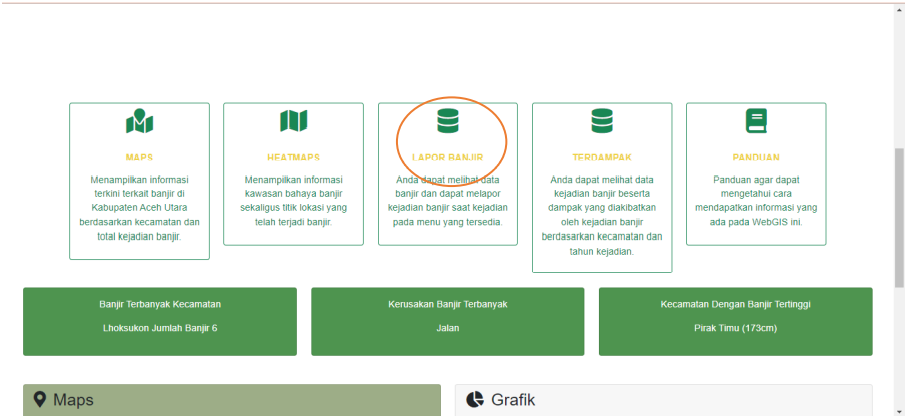 MAPS
Menampilkan informasi
terkini terkait banjir di
Kabupaten Aceh Utara
berdasarkan kecamatan dan
total kejadian banjir.
HEATMAPS
Menampilkan informasi
kawasan bahaya banjir
sekaligus titik lokasi yang
telah terjadi banjir.
LAPOR BANJIR
Anda dapat melihat data
banjir dan dapat melapor
kejadian banjir saat kejadian
pada menu yang tersedia.
TERDAMPAK
Anda dapat melihat data
kejadian banjir beserta
dampak yang diakibatkan
oleh kejadian banjir
berdasarkan kecamatan dan
tahun kejadian.
PANDUAN
Panduan agar dapat
mengetahui cara
mendapatkan informasi yang
ada pada WebGIS ini.
Banjir Terbanyak Kecamatan
Lhoksukon Jumlah Banjir 6
Kerusakan Banjir Terbanyak
Jalan
Kecamatan Dengan Banjir Tertinggi
Pirak Timu (173cm)
Maps
Grafik